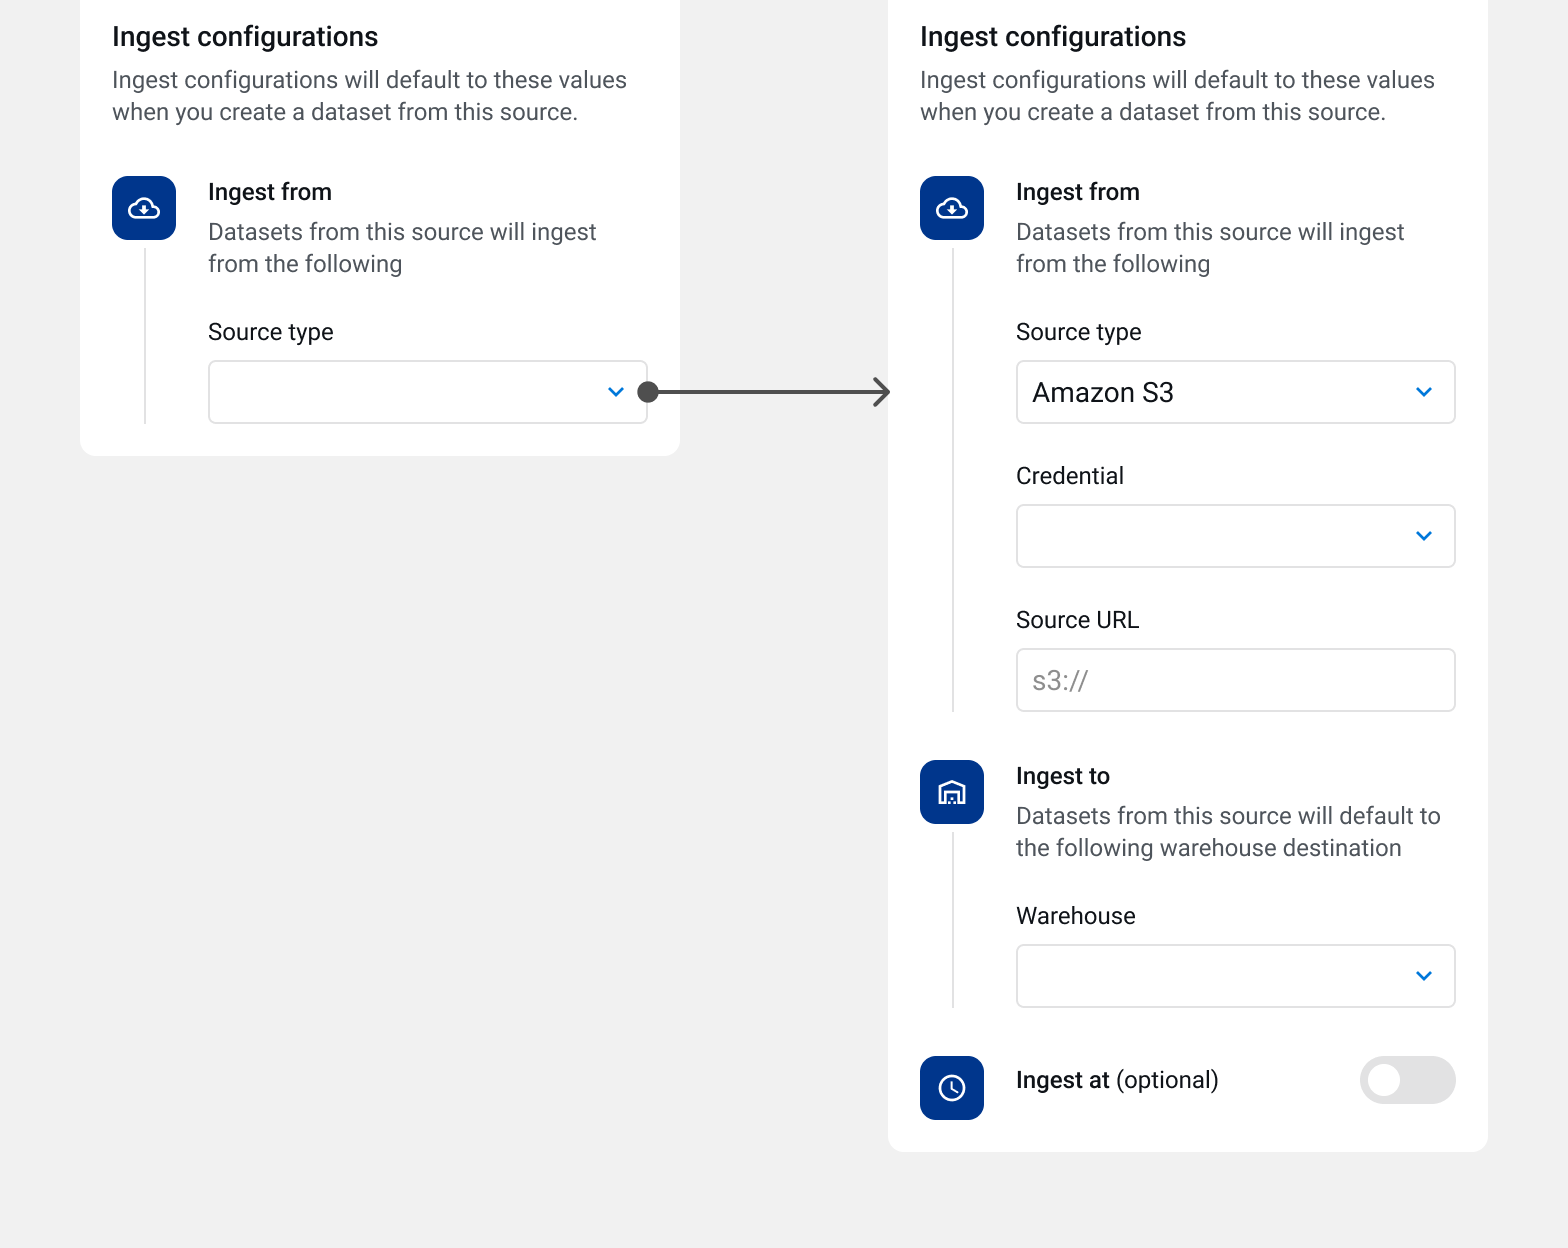 Ingest configurations
Ingest configurations will default to these values
when you create a dataset from this source.
Ingest from
Datasets from this source will ingest
from the following
Source type
Ingest configurations
Ingest configurations will default to these values
when you create a dataset from this source.
Ingest from
Datasets from this source will ingest
from the following
Source type
Amazon S3
Credential
Source URL
s3://
Ingest to
Datasets from this source will default to
the following warehouse destination
Warehouse
Ingest at (optional)